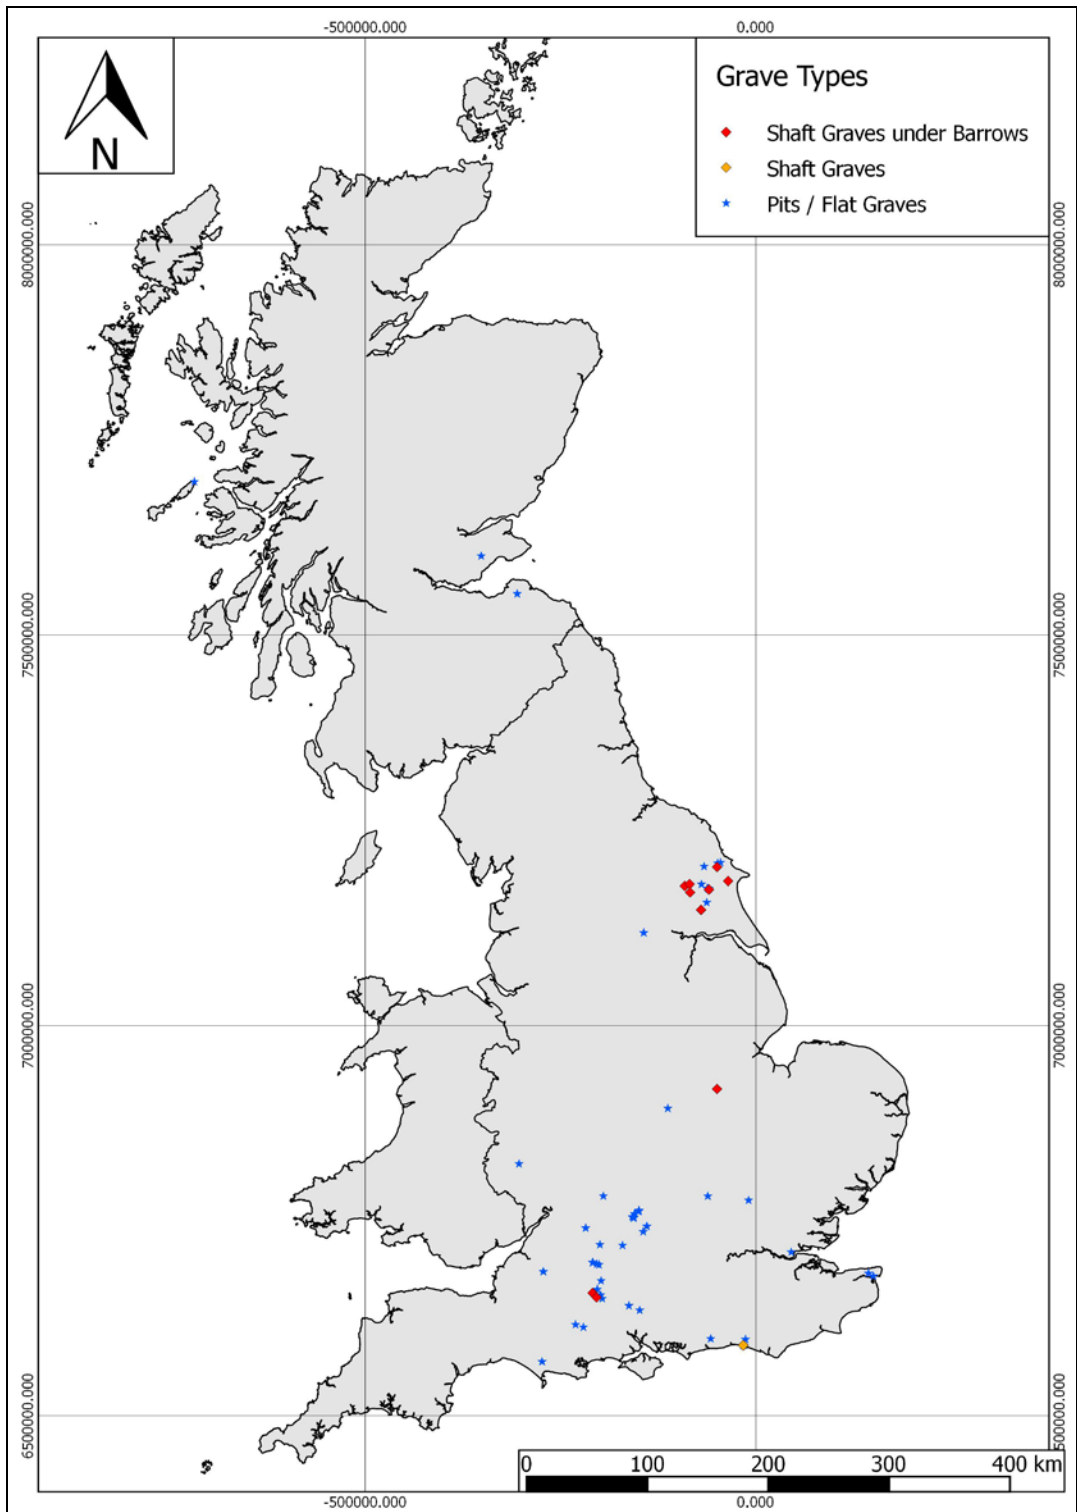 -500000.000 0.000
N
Grave Types
Shaft Graves under Barrows
Shaft Graves
Pits / Flat Graves
8000000.000 8000000.000
7500000.000 7500000.000
7000000.000 7000000.000
6500000.000 6500000.000
0 100 200 300 400 km
-500000.000 0.000